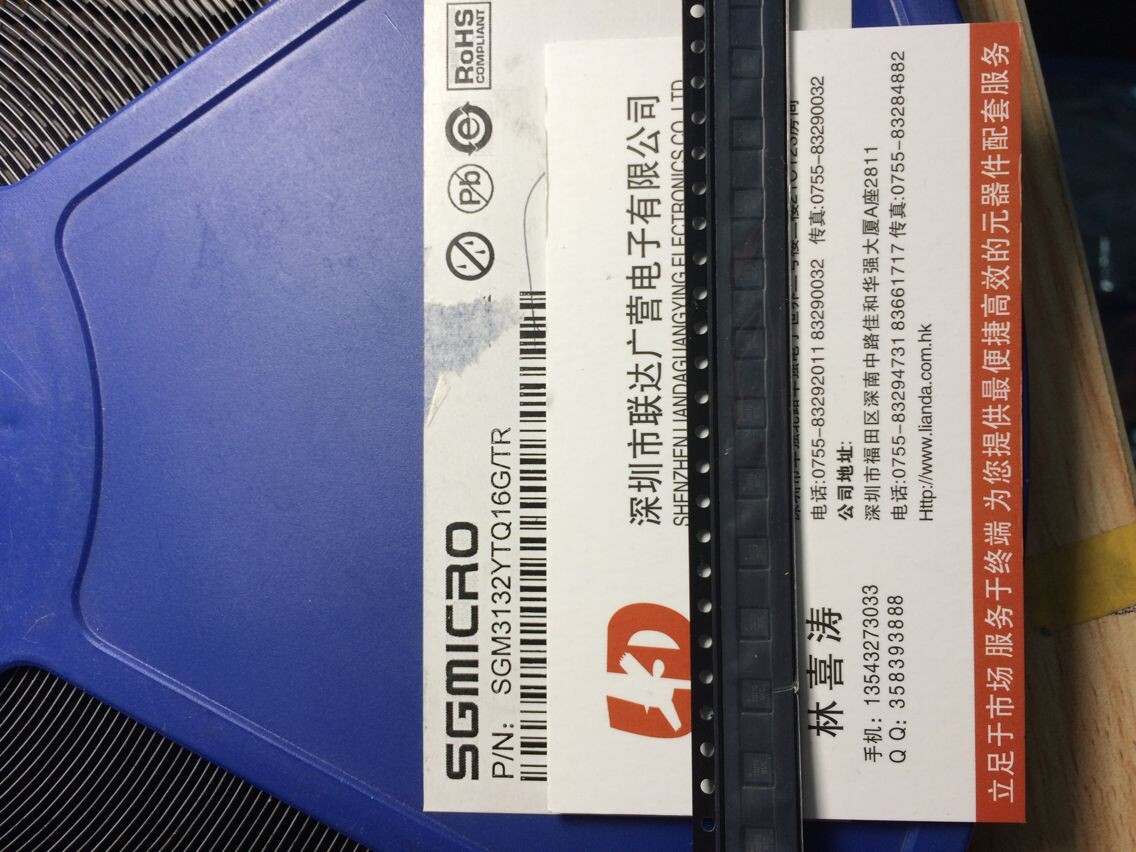 SGMICRO
P/N: SGM3132YTQ16G/TR
Pb
e
RoHS
COMPLIANT
深圳市联达广营电子有限公司
SHENZHEN LIANDAGUANGYING ELECTRONICS CO.,LTD
LD
电话:0755-83292011 83290032 传真:0755-83290032
公司地址:
深圳市福田区深南中路佳和华强大厦A座2811
电话:0755-83294731 83661717 传真:0755-83284882
Http://www.lianda.com.hk
林喜涛
手机: 13543273033
Q Q: 358393888
立足于市场 服务于终端 为您提供最便捷高效的元器件配套服务